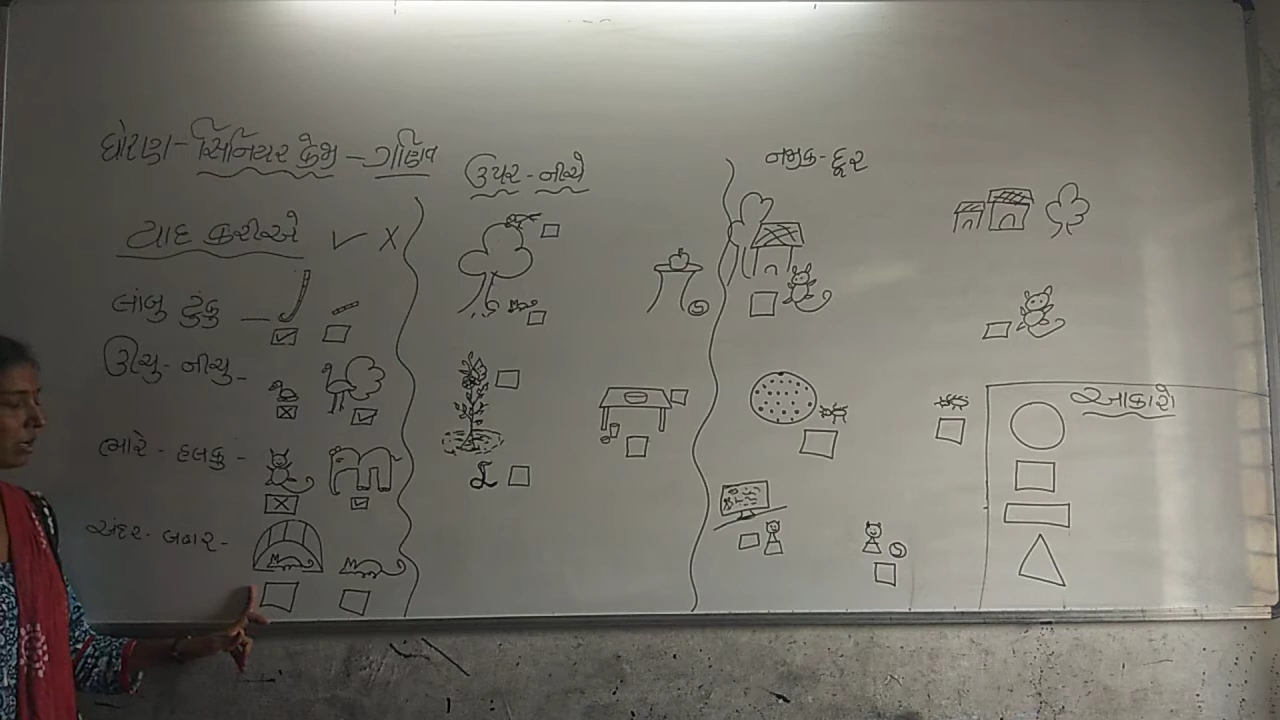 ધોરણ - સિનિયર કેજી - ગણિત
યાદ કરીએ ✓ X
લાંબુ ટુંકુ -
ઊંચુ - નીચુ -
ભારે - હલકુ -
અંદર - બહાર -
ઉપર - નીચે
નજીક - દૂર
આકારો